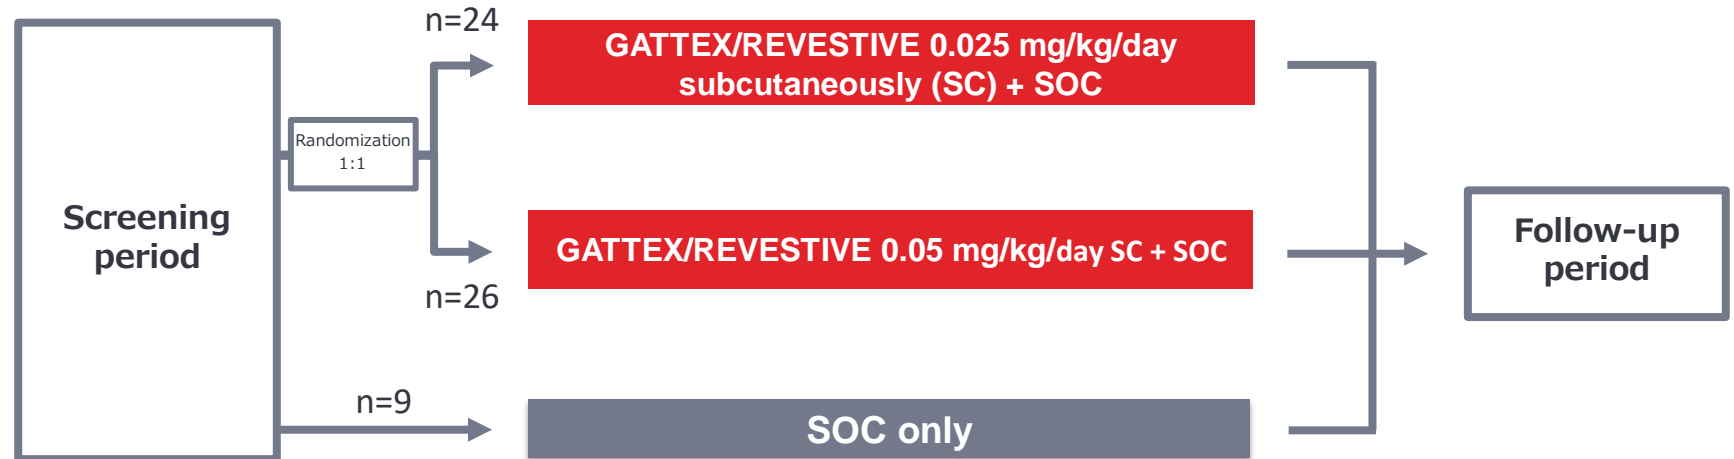 n=24
GATTEX/REVESTIVE 0.025 mg/kg/day
subcutaneously (SC) + SOC
Randomization
1:1
Screening
period
GATTEX/REVESTIVE 0.05 mg/kg/day SC + SOC
n=26
Follow-up
period
n=9
SOC only